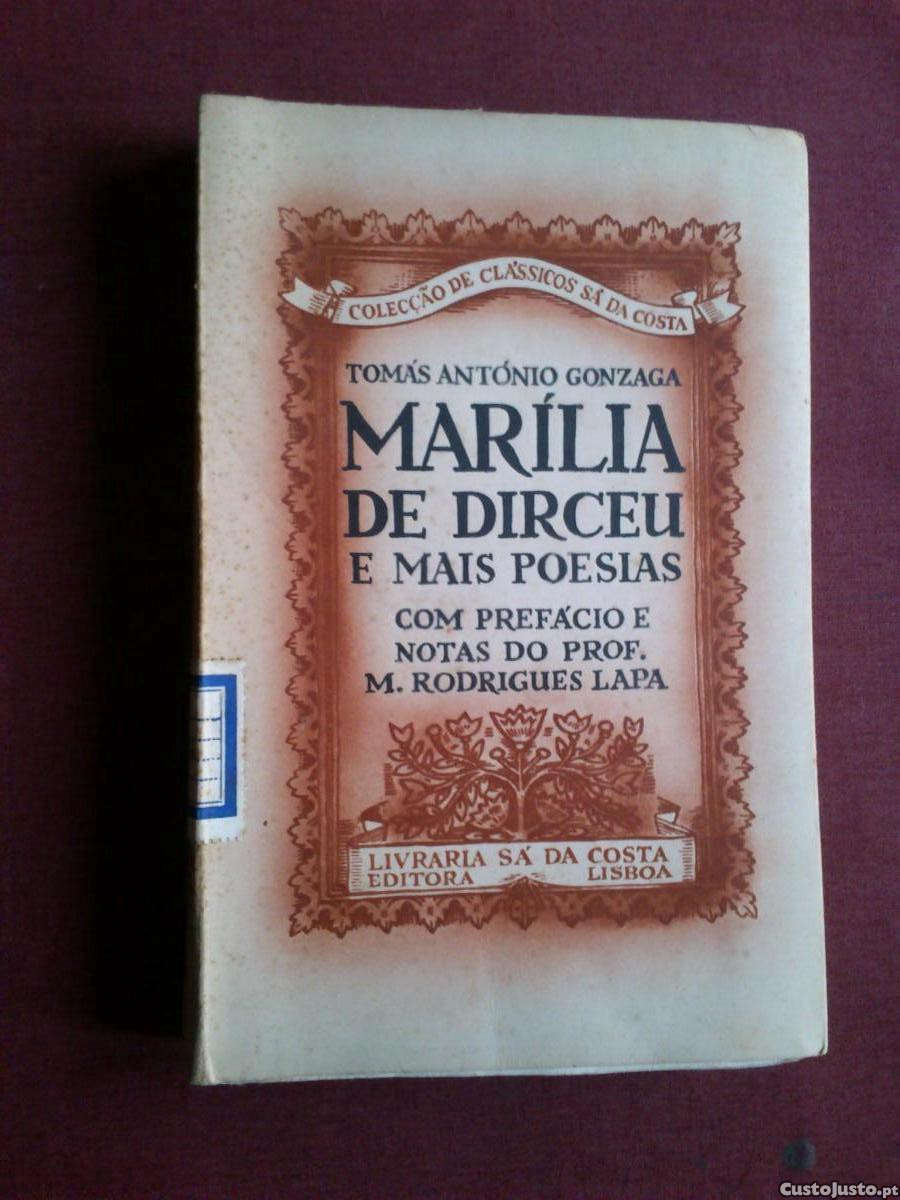 COLECÇÃO DE CLÁSSICOS SÁ DA COSTA
TOMÁS ANTÓNIO GONZAGA
MARÍLIA
DE DIRCEU
E MAIS POESIAS
COM PREFÁCIO E
NOTAS DO PROF.
M. RODRIGUES LAPA
LIVRARIA SÁ DA COSTA
EDITORA LISBOA
CustoJusto.pt